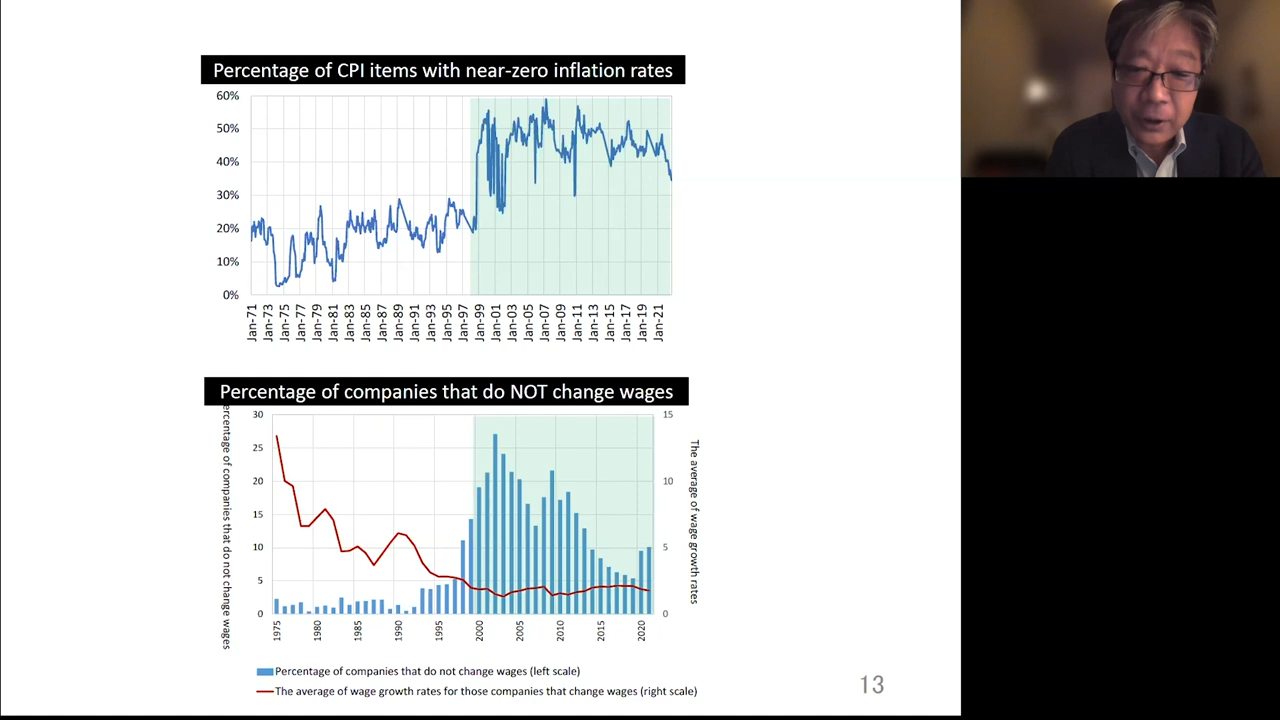 Percentage of CPI items with near-zero inflation rates
60%
50%
40%
30%
20%
10%
0%
Jan-71
Jan-73
Jan-75
Jan-77
Jan-79
Jan-81
Jan-83
Jan-85
Jan-87
Jan-89
Jan-91
Jan-93
Jan-95
Jan-97
Jan-99
Jan-01
Jan-03
Jan-05
Jan-07
Jan-09
Jan-11
Jan-13
Jan-15
Jan-17
Jan-19
Jan-21
Percentage of companies that do NOT change wages
ercentage of companies that do not change wages
30
25
20
15
10
5
0
15
10
5
0
The average of wage growth rates
1975
1980
1985
1990
1995
2000
2005
2010
2015
2020
Percentage of companies that do not change wages (left scale)
The average of wage growth rates for those companies that change wages (right scale)
13